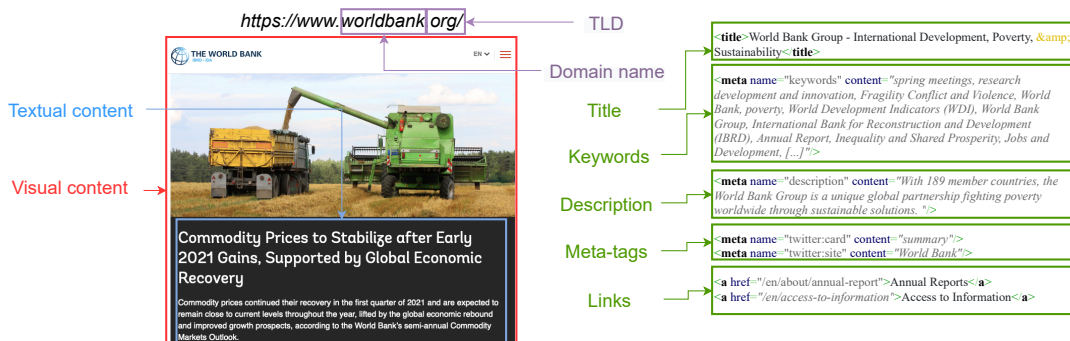 https://www.worldbank.org/
TLD
Domain name
THE WORLD BANK
IBRD • IDA
EN
Textual content
Visual content
Commodity Prices to Stabilize after Early
2021 Gains, Supported by Global Economic
Recovery
Commodity prices continued their recovery in the first quarter of 2021 and are expected to
remain close to current levels throughout the year, lifted by the global economic rebound
and improved growth prospects, according to the World Bank's semi-annual Commodity
Markets Outlook.
Title
Keywords
Description
Meta-tags
Links
<title>World Bank Group - International Development, Poverty, &amp;
Sustainability</title>
<meta name="keywords" content="spring meetings, research
development and innovation, Fragility Conflict and Violence, World
Bank, poverty, World Development Indicators (WDI), World Bank
Group, International Bank for Reconstruction and Development
(IBRD), Annual Report, Inequality and Shared Prosperity, Jobs and
Development, [...]"/>
<meta name="description" content="With 189 member countries, the
World Bank Group is a unique global partnership fighting poverty
worldwide through sustainable solutions. "/>
<meta name="twitter:card" content="summary"/>
<meta name="twitter:site" content="World Bank"/>
<a href="/en/about/annual-report">Annual Reports</a>
<a href="/en/access-to-information">Access to Information</a>